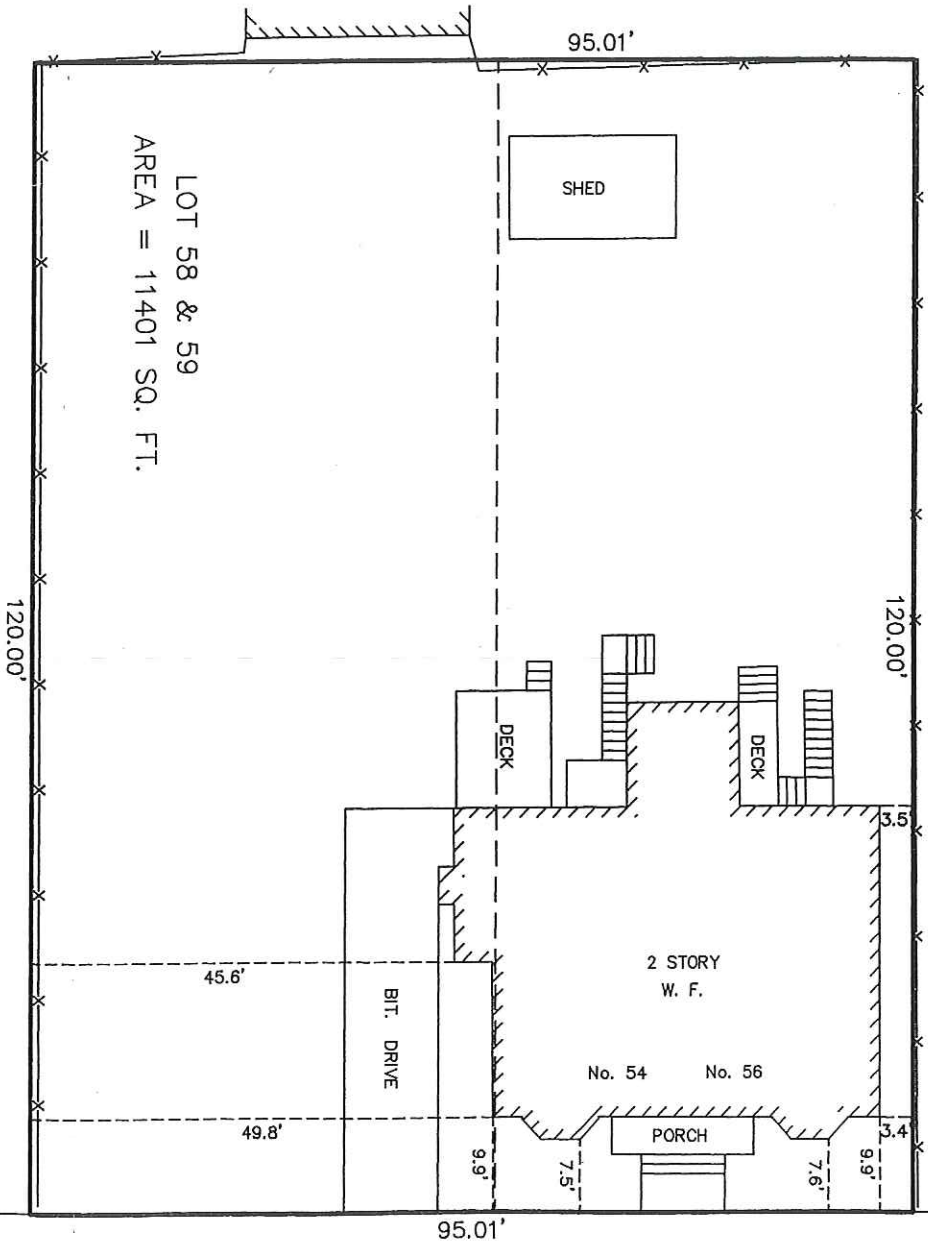 95.01'
SHED
LOT 58 & 59
AREA = 11401 SQ. FT.
120.00'
120.00'
DECK
DECK
3.5'
2 STORY
W. F.
45.6'
BIT. DRIVE
No. 54
No. 56
49.8'
PORCH
3.4'
9.9'
7.5'
7.6'
9.9'
95.01'